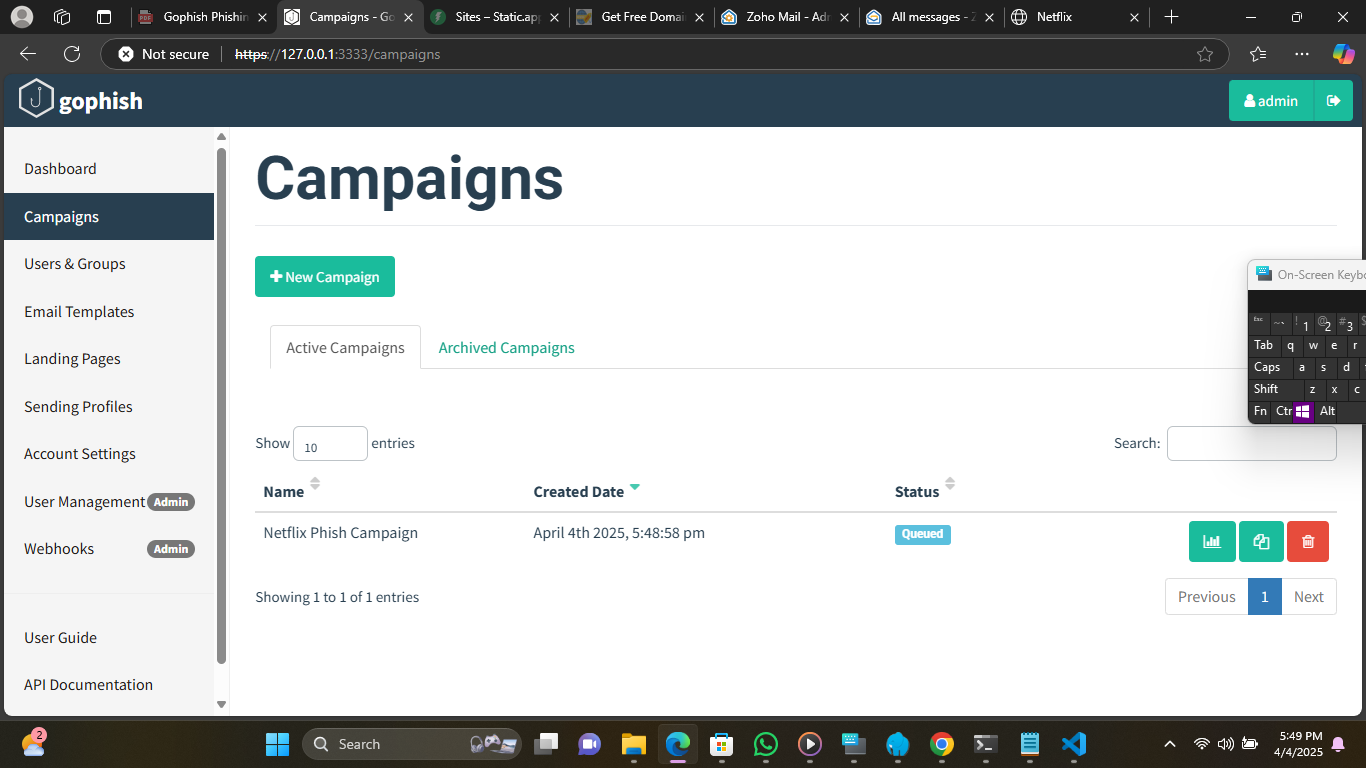 Gophish Phishin
Campaigns - Go
Sites – Static.app
Get Free Domai
Zoho Mail - Adr
All messages - Z
Netflix
Not secure
https://127.0.0.1:3333/campaigns
gophish
admin
Dashboard
Campaigns
Users & Groups
Email Templates
Landing Pages
Sending Profiles
Account Settings
User Management Admin
Webhooks Admin
User Guide
API Documentation
Campaigns
New Campaign
Active Campaigns
Archived Campaigns
Show 10 entries
Search:
Name Created Date Status
Netflix Phish Campaign April 4th 2025, 5:48:58 pm Queued
Showing 1 to 1 of 1 entries
Previous 1 Next
On-Screen Keybo
Esc ~ ` ! 1 @ 2 # 3 $
Tab q w e r
Caps a s d
Shift z x c
Fn Ctr Alt
2
Search
5:49 PM
4/4/2025